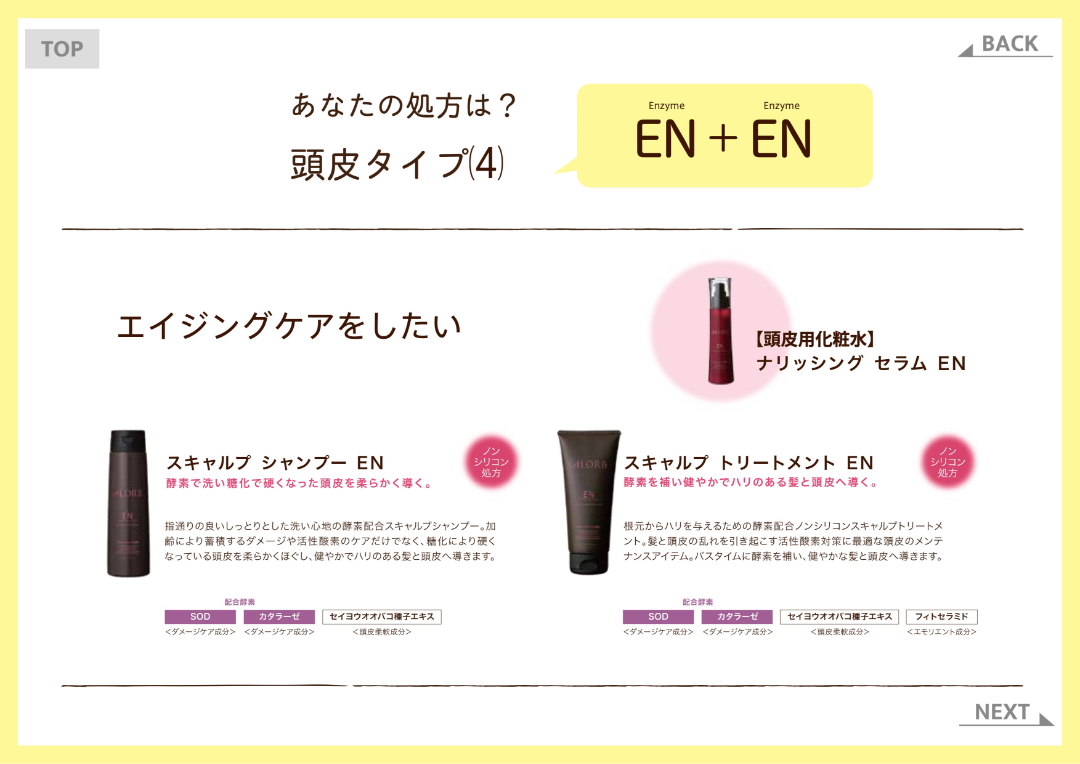 TOP
BACK
あなたの処方は？
頭皮タイプ(4)
Enzyme Enzyme
EN＋EN
エイジングケアをしたい
【頭皮用化粧水】
ナリッシング セラム EN
スキャルプ シャンプー EN
酵素で洗い糖化で硬くなった頭皮を柔らかく導く。
ノン
シリコン
処方
指通りの良いしっとりとした洗い心地の酵素配合スキャルプシャンプー。加
齢により蓄積するダメージや活性酸素のケアだけでなく、糖化により硬く
なっている頭皮を柔らかくほぐし、健やかでハリのある髪と頭皮へ導きます。
配合酵素
SOD カタラーゼ セイヨウオオバコ種子エキス
＜ダメージケア成分＞ ＜ダメージケア成分＞ ＜頭皮柔軟成分＞
EN
スキャルプ トリートメント EN
酵素を補い健やかでハリのある髪と頭皮へ導く。
ノン
シリコン
処方
根元からハリを与えるための酵素配合ノンシリコンスキャルプトリートメ
ント。髪と頭皮の乱れを引き起こす活性酸素対策に最適な頭皮のメンテ
ナンスアイテム。バスタイムに酵素を補い、健やかな髪と頭皮へ導きます。
配合酵素
SOD カタラーゼ セイヨウオオバコ種子エキス フィトセラミド
＜ダメージケア成分＞ ＜ダメージケア成分＞ ＜頭皮柔軟成分＞ ＜エモリエント成分＞
EN
NEXT